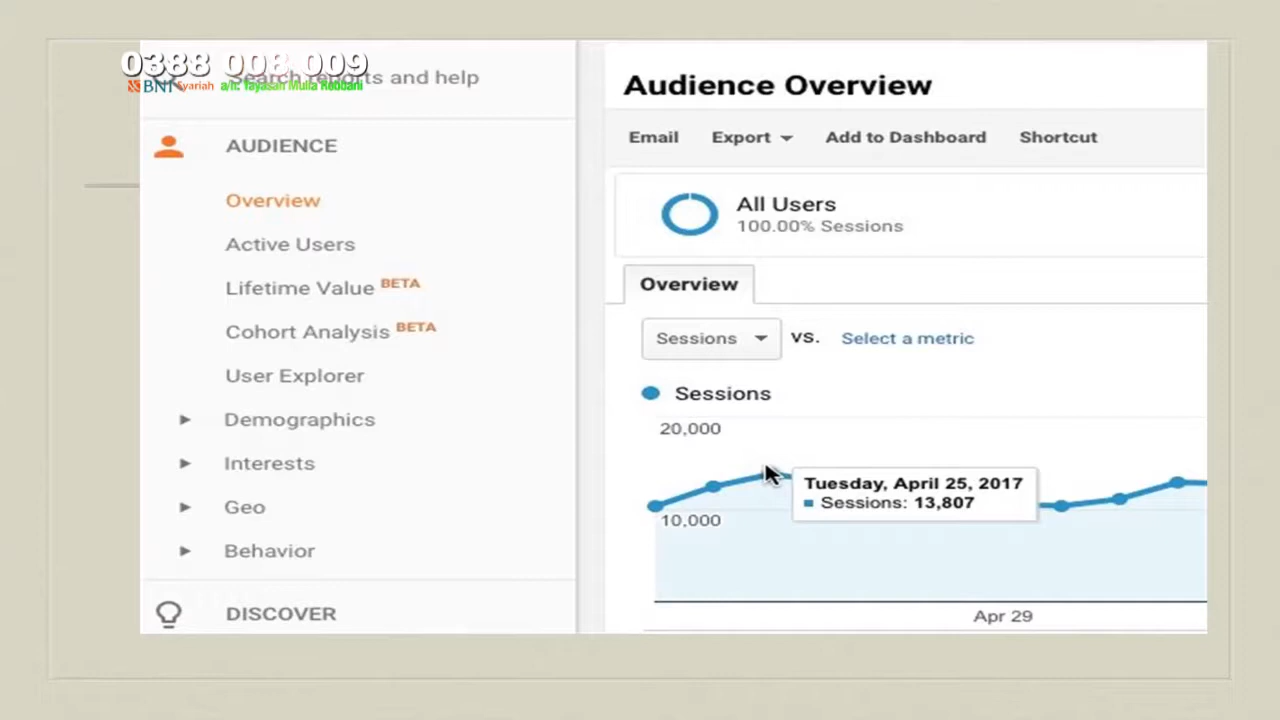 0388 008 009
Search reports and help
BNI Syariah a/n. Yayasan Mulia Robbani
AUDIENCE
Overview
Active Users
Lifetime Value BETA
Cohort Analysis BETA
User Explorer
Demographics
Interests
Geo
Behavior
DISCOVER
Audience Overview
Email Export Add to Dashboard Shortcut
All Users
100.00% Sessions
Overview
Sessions VS. Select a metric
Sessions
20,000
10,000
Tuesday, April 25, 2017
Sessions: 13,807
Apr 29